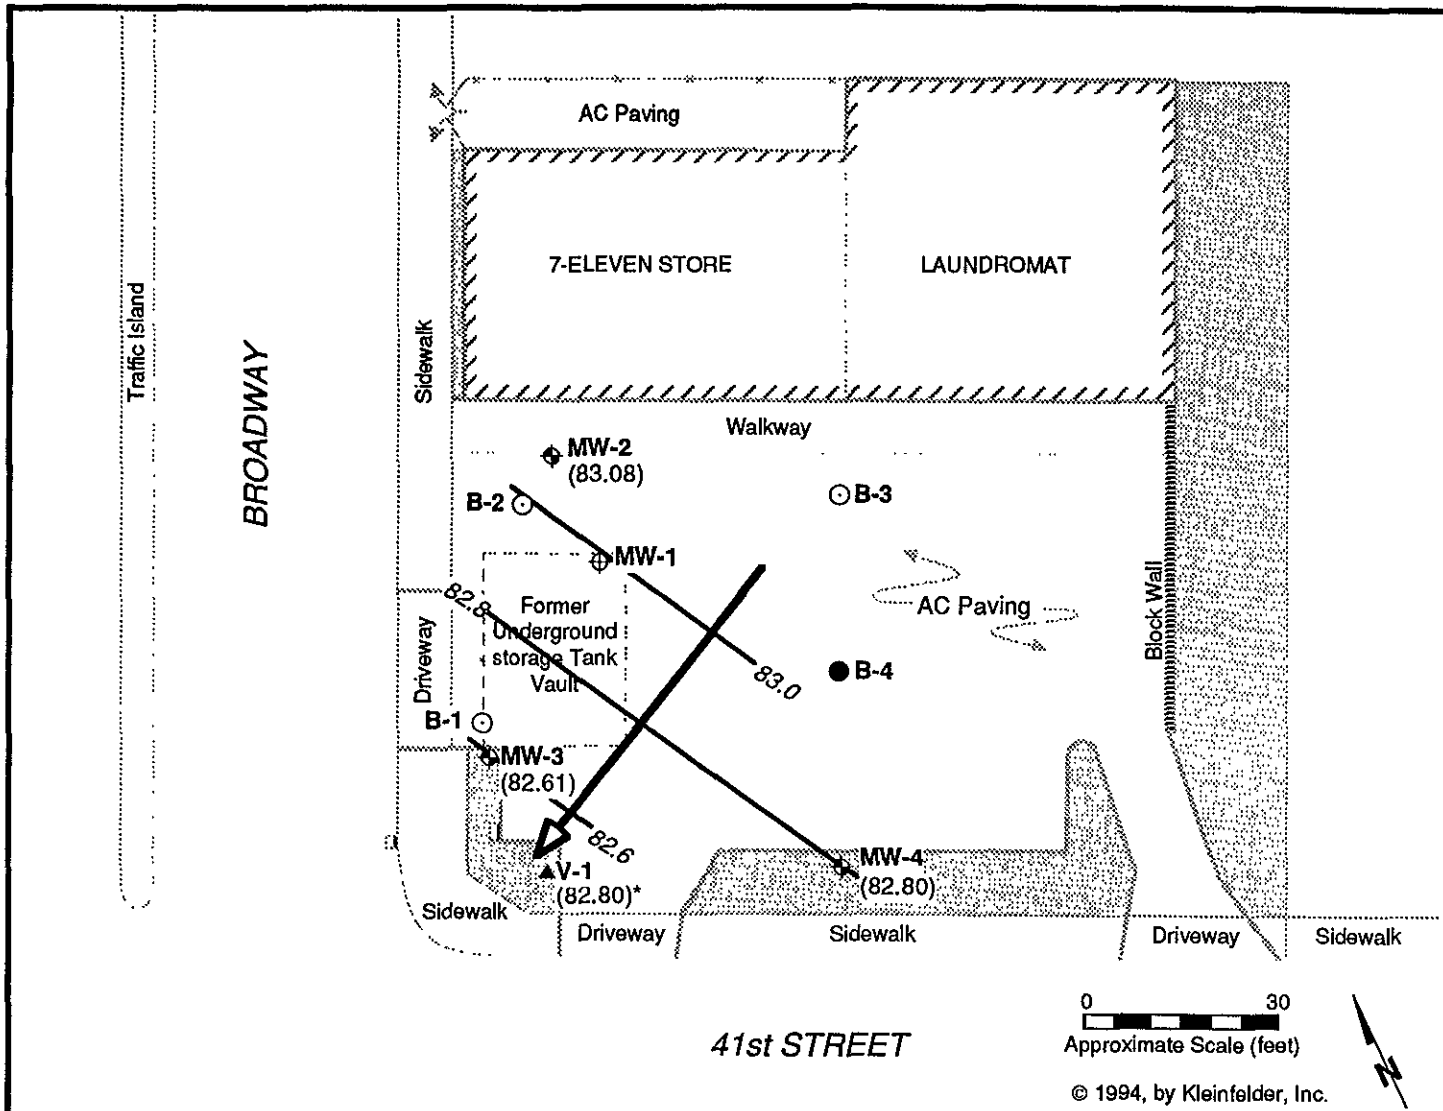 AC Paving
7-ELEVEN STORE
LAUNDROMAT
Traffic Island
BROADWAY
Sidewalk
Walkway
MW-2
(83.08)
B-2
B-3
MW-1
82.8
Former
Underground
storage Tank
Vault
AC Paving
Block Wall
Driveway
83.0
B-4
B-1
MW-3
(82.61)
82.6
V-1
(82.80)*
MW-4
(82.80)
Sidewalk
Driveway
Sidewalk
Driveway
Sidewalk
0 30
Approximate Scale (feet)
41st STREET
N
© 1994, by Kleinfelder, Inc.